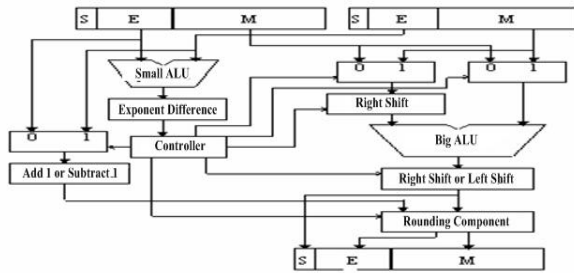 S E M S E M
0 1 0 1
Small ALU
Exponent Difference Right Shift
0 1 Controller Big ALU
Add 1 or Subtract.1 Right Shift or Left Shift
Rounding Component
S E M